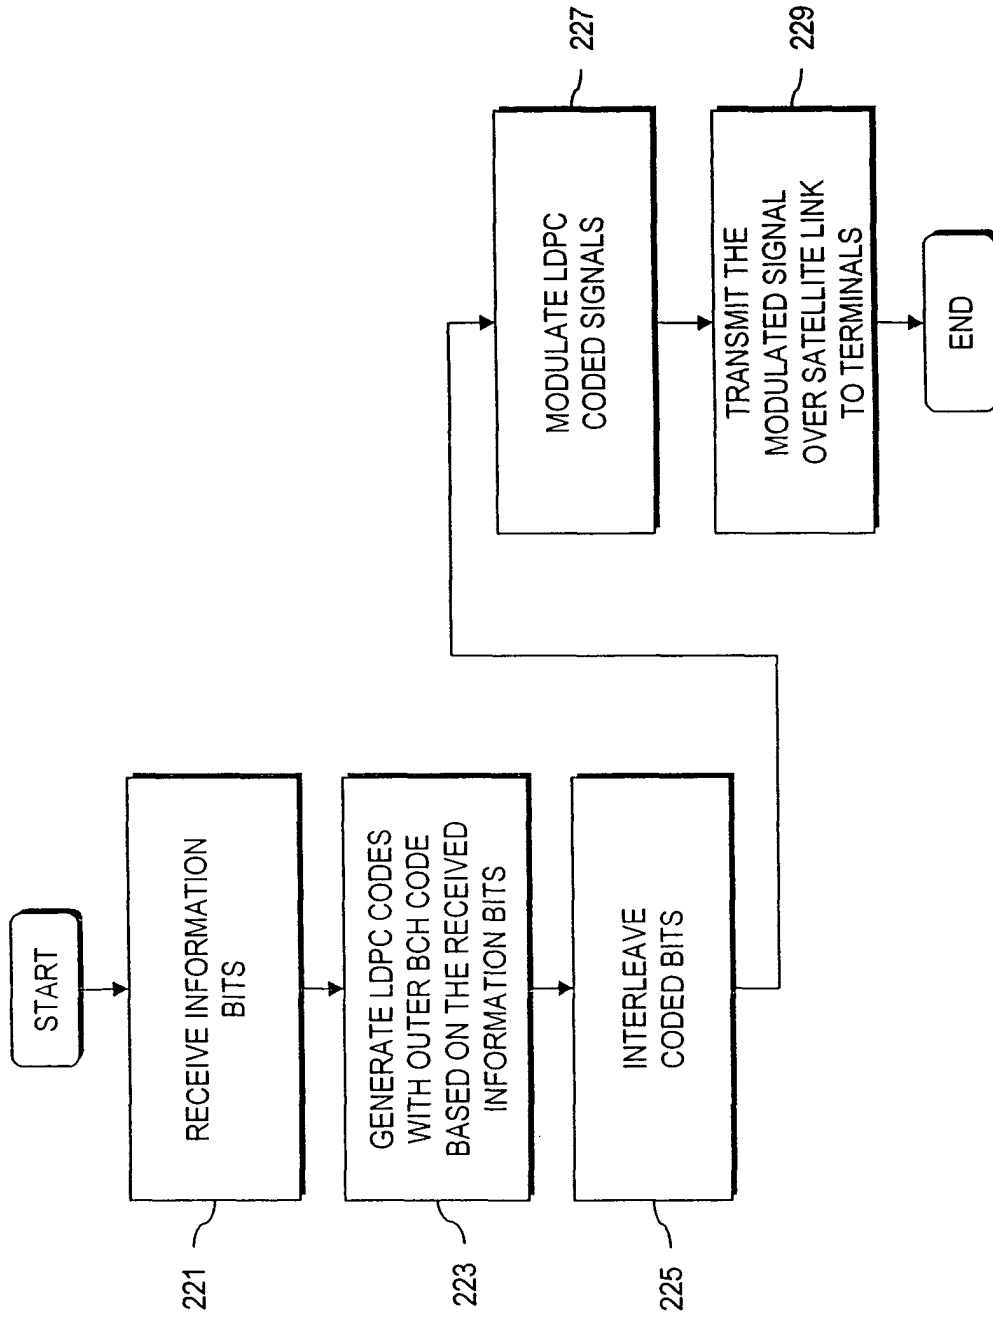 START
RECEIVE INFORMATION
BITS
221
GENERATE LDPC CODES
WITH OUTER BCH CODE
BASED ON THE RECEIVED
INFORMATION BITS
223
INTERLEAVE
CODED BITS
225
MODULATE LDPC
CODED SIGNALS
227
TRANSMIT THE
MODULATED SIGNAL
OVER SATELLITE LINK
TO TERMINALS
229
END